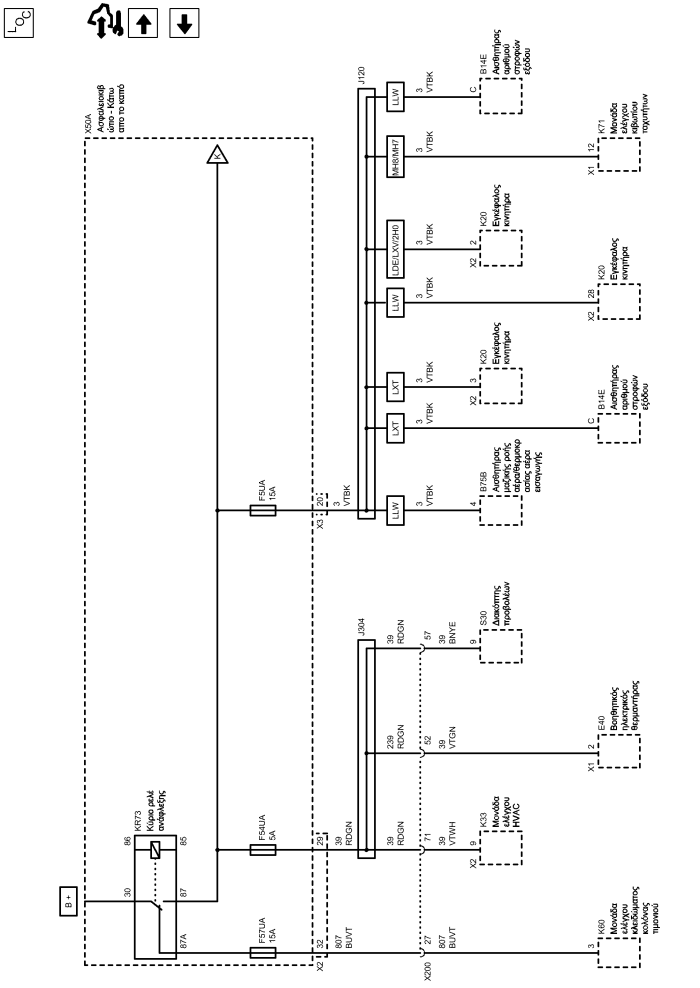 LOC
X50A
Ασφαλειοκιβ
ώτιο - Κάτω
απο το καπό
B +
KR73
Κύριο ρελέ
ανάφλεξης
86
85
30
87
87A
K
F57UA
15A
F54UA
5A
F5UA
15A
X2
32
29
X3
20
807
BU/VT
39
RDGN
3
VTBK
J304
J120
39
RDGN
239
RDGN
39
RDGN
X200
27
71
52
57
807
BU/VT
39
VTWH
39
VTGN
39
BNYE
3
K60
Μονάδα
ελέγχου
κλειδώματος
κολόνας
τιμονιού
X2
9
K33
Μονάδα
ελέγχου
HVAC
X1
2
E40
Βοηθητικός
ηλεκτρικός
θερμαντήρας
9
S30
Διακόπτης
προβολέων
LLW
3
VTBK
4
B75B
Αισθητήρας
μαζικής ροής
αέρα/θερμοκρ
ασίας αέρα
εισαγωγής
LXT
3
VTBK
C
B14E
Αισθητήρας
αριθμού
στροφών
εξόδου
LXT
3
VTBK
X2
3
K20
Εγκέφαλος
κινητήρα
LLW
3
VTBK
X2
28
K20
Εγκέφαλος
κινητήρα
LDE/LXV/2H0
3
VTBK
X2
2
K20
Εγκέφαλος
κινητήρα
MH8/MH7
3
VTBK
X1
12
K71
Μονάδα
ελέγχου
κιβωτίου
ταχυτήτων
LLW
3
VTBK
C
B14E
Αισθητήρας
αριθμού
στροφών
εξόδου